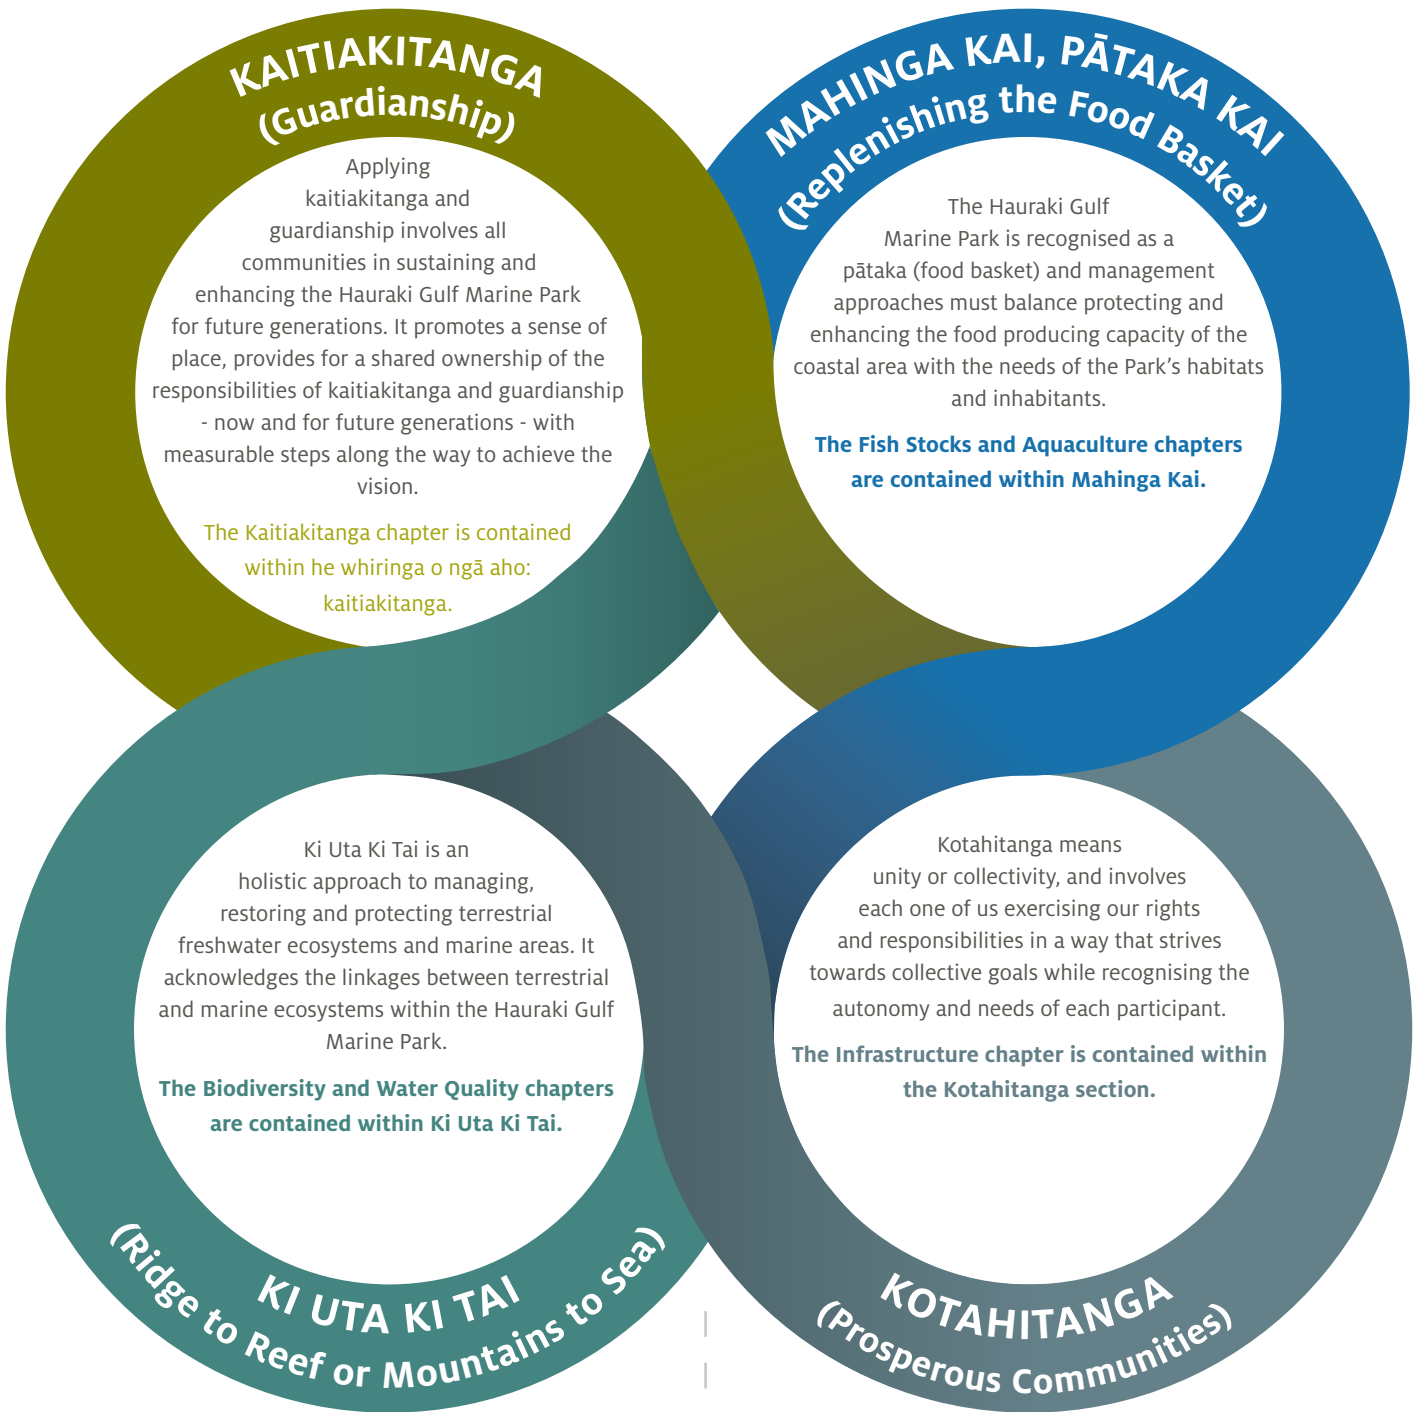 KAITIAKITANGA
(Guardianship)
Applying
kaitiakitanga and
guardianship involves all
communities in sustaining and
enhancing the Hauraki Gulf Marine Park
for future generations. It promotes a sense of
place, provides for a shared ownership of the
responsibilities of kaitiakitanga and guardianship
- now and for future generations - with
measurable steps along the way to achieve the
vision.
The Kaitiakitanga chapter is contained
within he whiringa o ngā aho:
kaitiakitanga.
MAHINGA KAI, PĀTAKA KAI
(Replenishing the Food Basket)
The Hauraki Gulf
Marine Park is recognised as a
pātaka (food basket) and management
approaches must balance protecting and
enhancing the food producing capacity of the
coastal area with the needs of the Park’s habitats
and inhabitants.
The Fish Stocks and Aquaculture chapters
are contained within Mahinga Kai.
Ki Uta Ki Tai is an
holistic approach to managing,
restoring and protecting terrestrial
freshwater ecosystems and marine areas. It
acknowledges the linkages between terrestrial
and marine ecosystems within the Hauraki Gulf
Marine Park.
The Biodiversity and Water Quality chapters
are contained within Ki Uta Ki Tai.
KI UTA KI TAI
(Ridge to Reef or Mountains to Sea)
Kotahitanga means
unity or collectivity, and involves
each one of us exercising our rights
and responsibilities in a way that strives
towards collective goals while recognising the
autonomy and needs of each participant.
The Infrastructure chapter is contained within
the Kotahitanga section.
KOTAHITANGA
(Prosperous Communities)